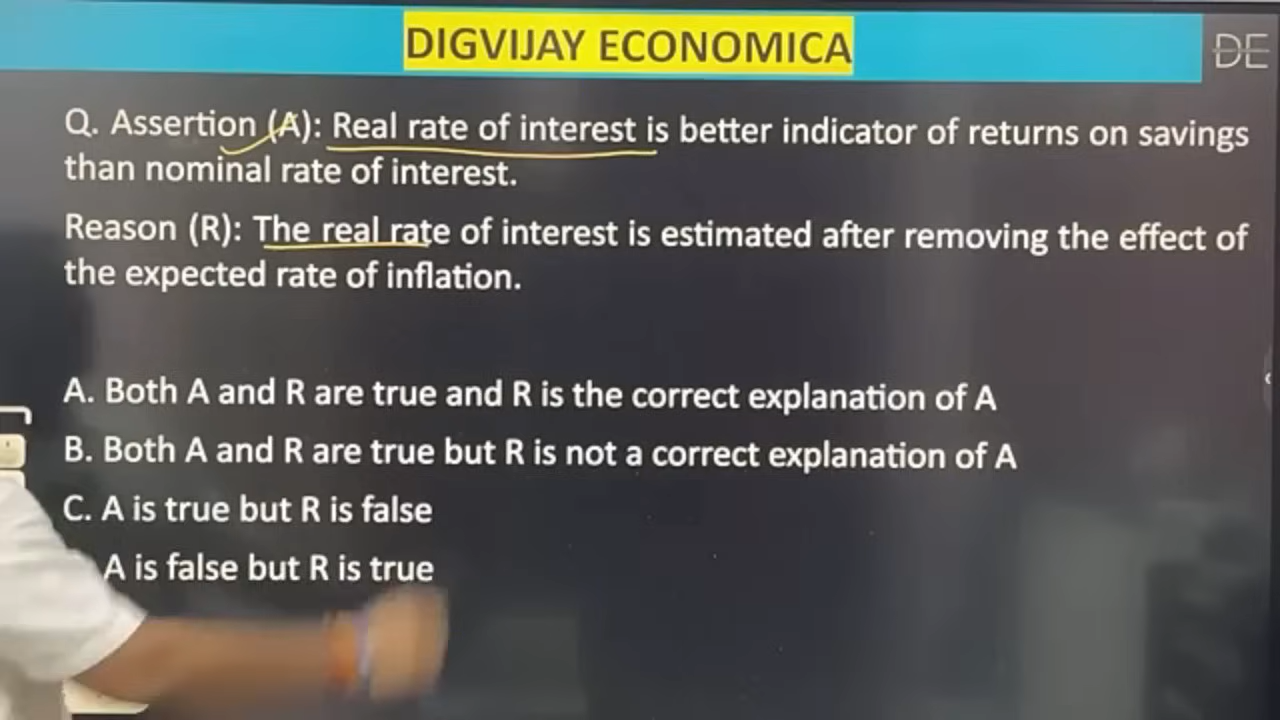 DIGVIJAY ECONOMICA
DE
Q. Assertion (A): Real rate of interest is better indicator of returns on savings
than nominal rate of interest.
Reason (R): The real rate of interest is estimated after removing the effect of
the expected rate of inflation.
A. Both A and R are true and R is the correct explanation of A
B. Both A and R are true but R is not a correct explanation of A
C. A is true but R is false
A is false but R is true